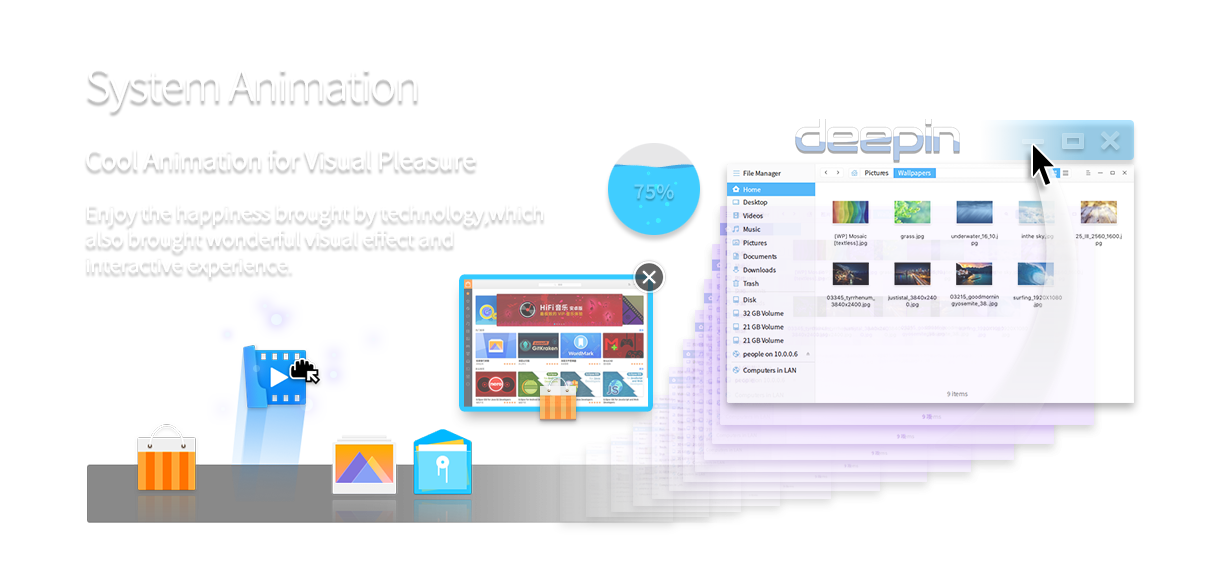 System Animation
Cool Animation for Visual Pleasure
Enjoy the happiness brought by technology,which
also brought wonderful visual effect and
interactive experience.
deepin
75%
HiFi音乐
GitKraken
WordMark
File Manager
Pictures
Wallpapers
Home
Desktop
Videos
Music
Pictures
Documents
Downloads
Trash
Disk
32 GB Volume
21 GB Volume
21 GB Volume
people on 10.0.0.6
Computers in LAN
[WP] Mosaic
[textless].jpg
grass.jpg
underwater_16_10.j
pg
inthe sky.jpg
25_III_2560_1600.j
pg
03345_tyrrhenum_
3840x2400.jpg
justristal_3840x240
0.jpg
03215_goodmornin
gyosemite_38.jpg
surfing_1920X1080
.jpg
9 items